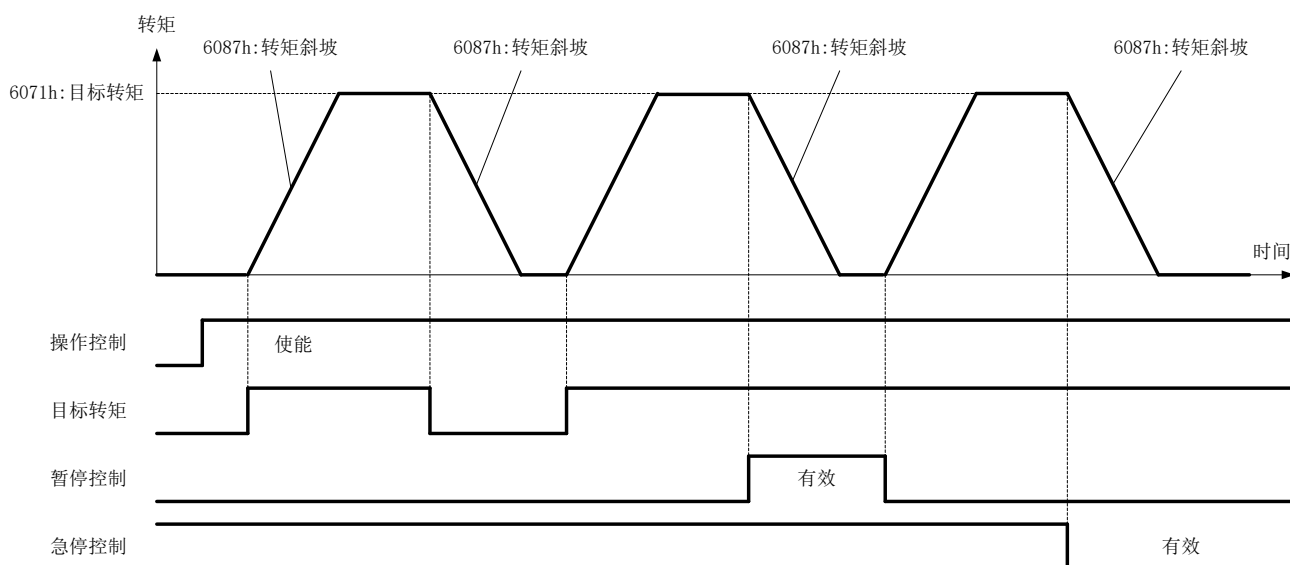 转矩
6087h:转矩斜坡
6087h:转矩斜坡
6087h:转矩斜坡
6087h:转矩斜坡
6071h:目标转矩
时间
操作控制
使能
目标转矩
暂停控制
有效
急停控制
有效